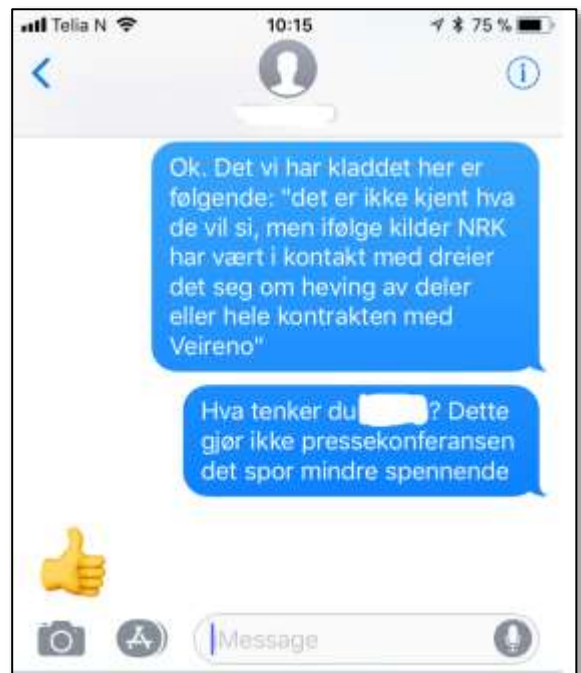 Telia N 10:15 75 %
Ok. Det vi har kladdet her er
følgende: "det er ikke kjent hva
de vil si, men ifølge kilder NRK
har vært i kontakt med dreier
det seg om heving av deler
eller hele kontrakten med
Veireno"
Hva tenker du ? Dette
gjør ikke pressekonferansen
det spor mindre spennende
Message